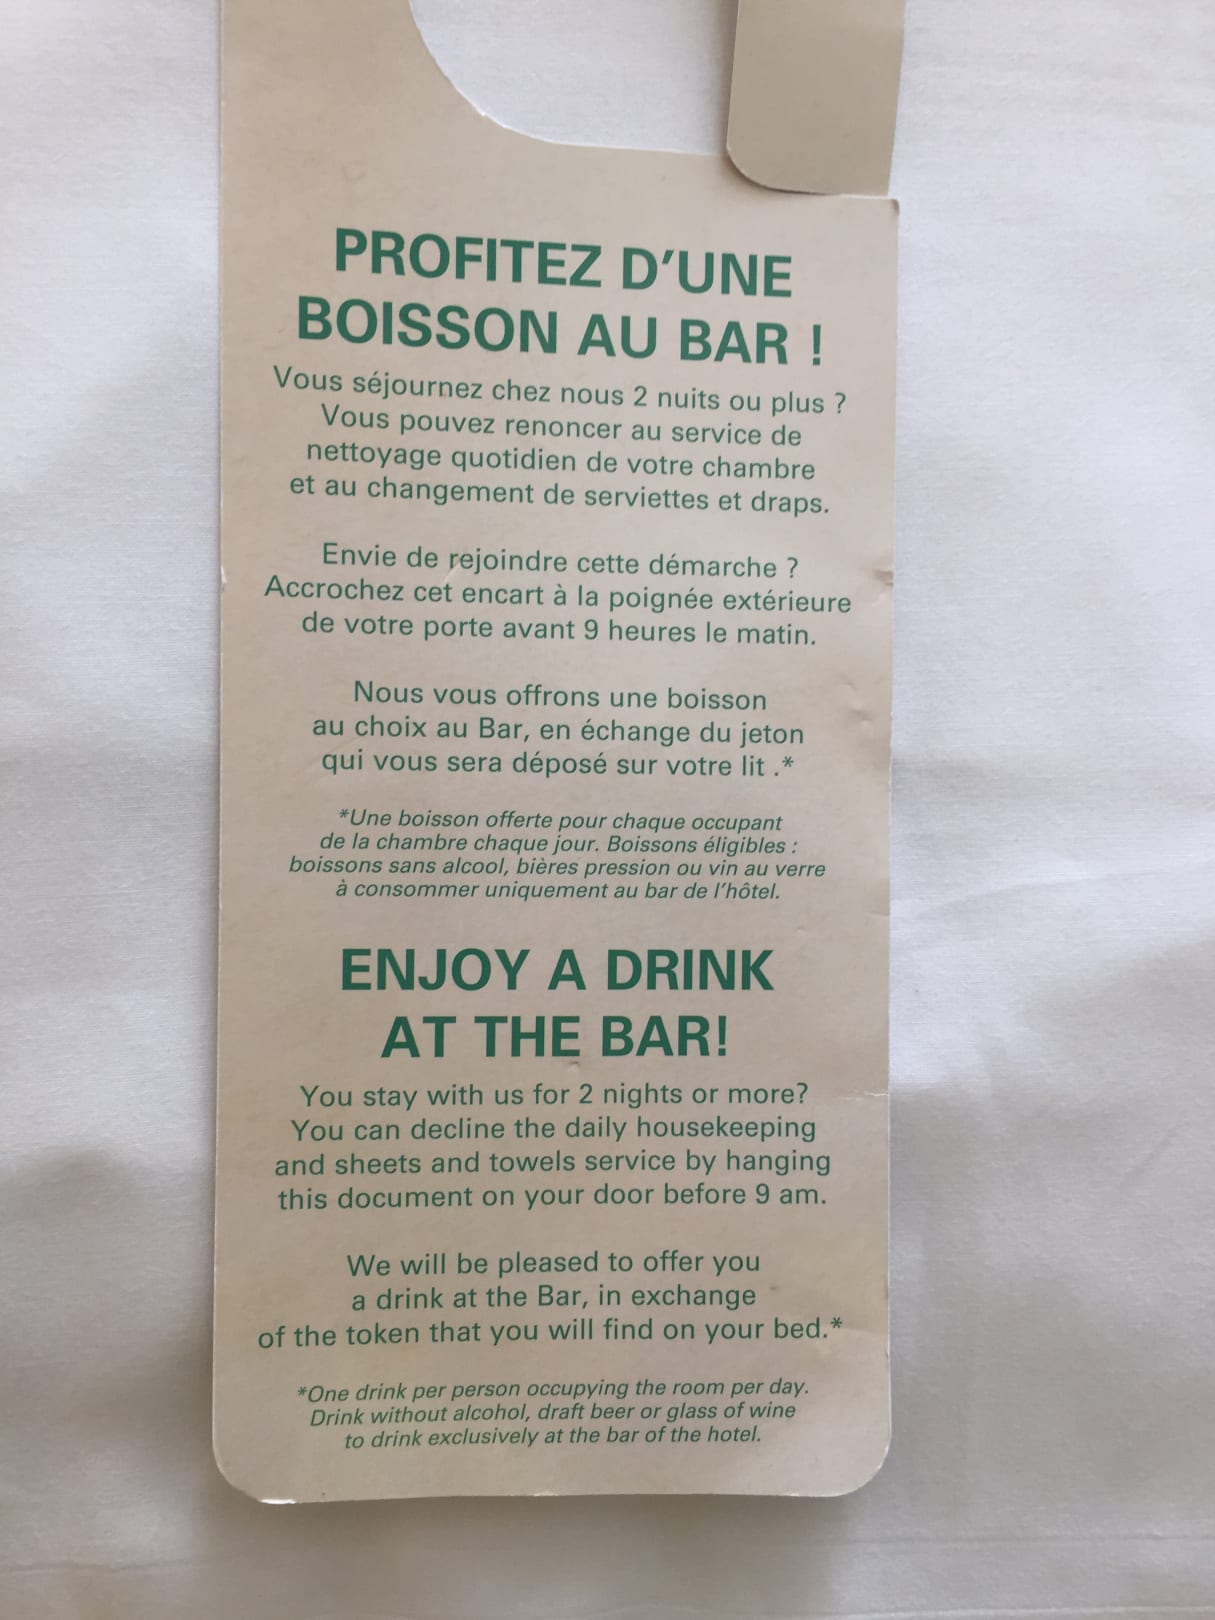 PROFITEZ D'UNE
BOISSON AU BAR !
Vous séjournez chez nous 2 nuits ou plus ?
Vous pouvez renoncer au service de
nettoyage quotidien de votre chambre
et au changement de serviettes et draps.
Envie de rejoindre cette démarche ?
Accrochez cet encart à la poignée extérieure
de votre porte avant 9 heures le matin.
Nous vous offrons une boisson
au choix au Bar, en échange du jeton
qui vous sera déposé sur votre lit .*
*Une boisson offerte pour chaque occupant
de la chambre chaque jour. Boissons éligibles :
boissons sans alcool, bières pression ou vin au verre
à consommer uniquement au bar de l'hôtel.
ENJOY A DRINK
AT THE BAR!
You stay with us for 2 nights or more?
You can decline the daily housekeeping
and sheets and towels service by hanging
this document on your door before 9 am.
We will be pleased to offer you
a drink at the Bar, in exchange
of the token that you will find on your bed.*
*One drink per person occupying the room per day.
Drink without alcohol, draft beer or glass of wine
to drink exclusively at the bar of the hotel.